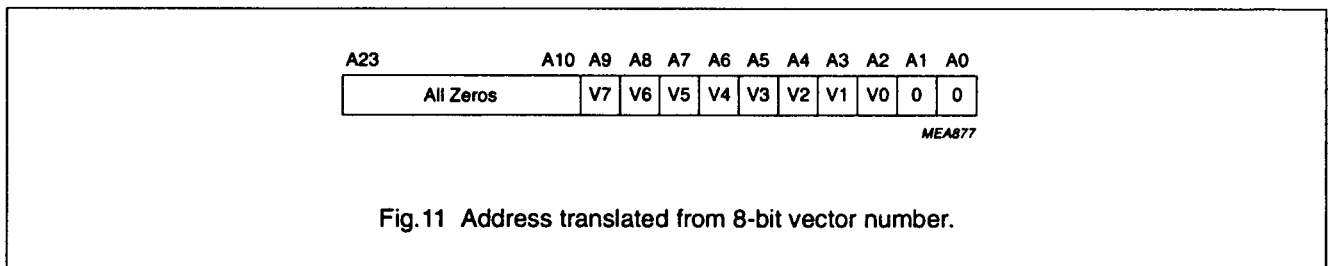 A23 A10 A9 A8 A7 A6 A5 A4 A3 A2 A1 A0
All Zeros V7 V6 V5 V4 V3 V2 V1 V0 0 0
MEA877
Fig.11 Address translated from 8-bit vector number.